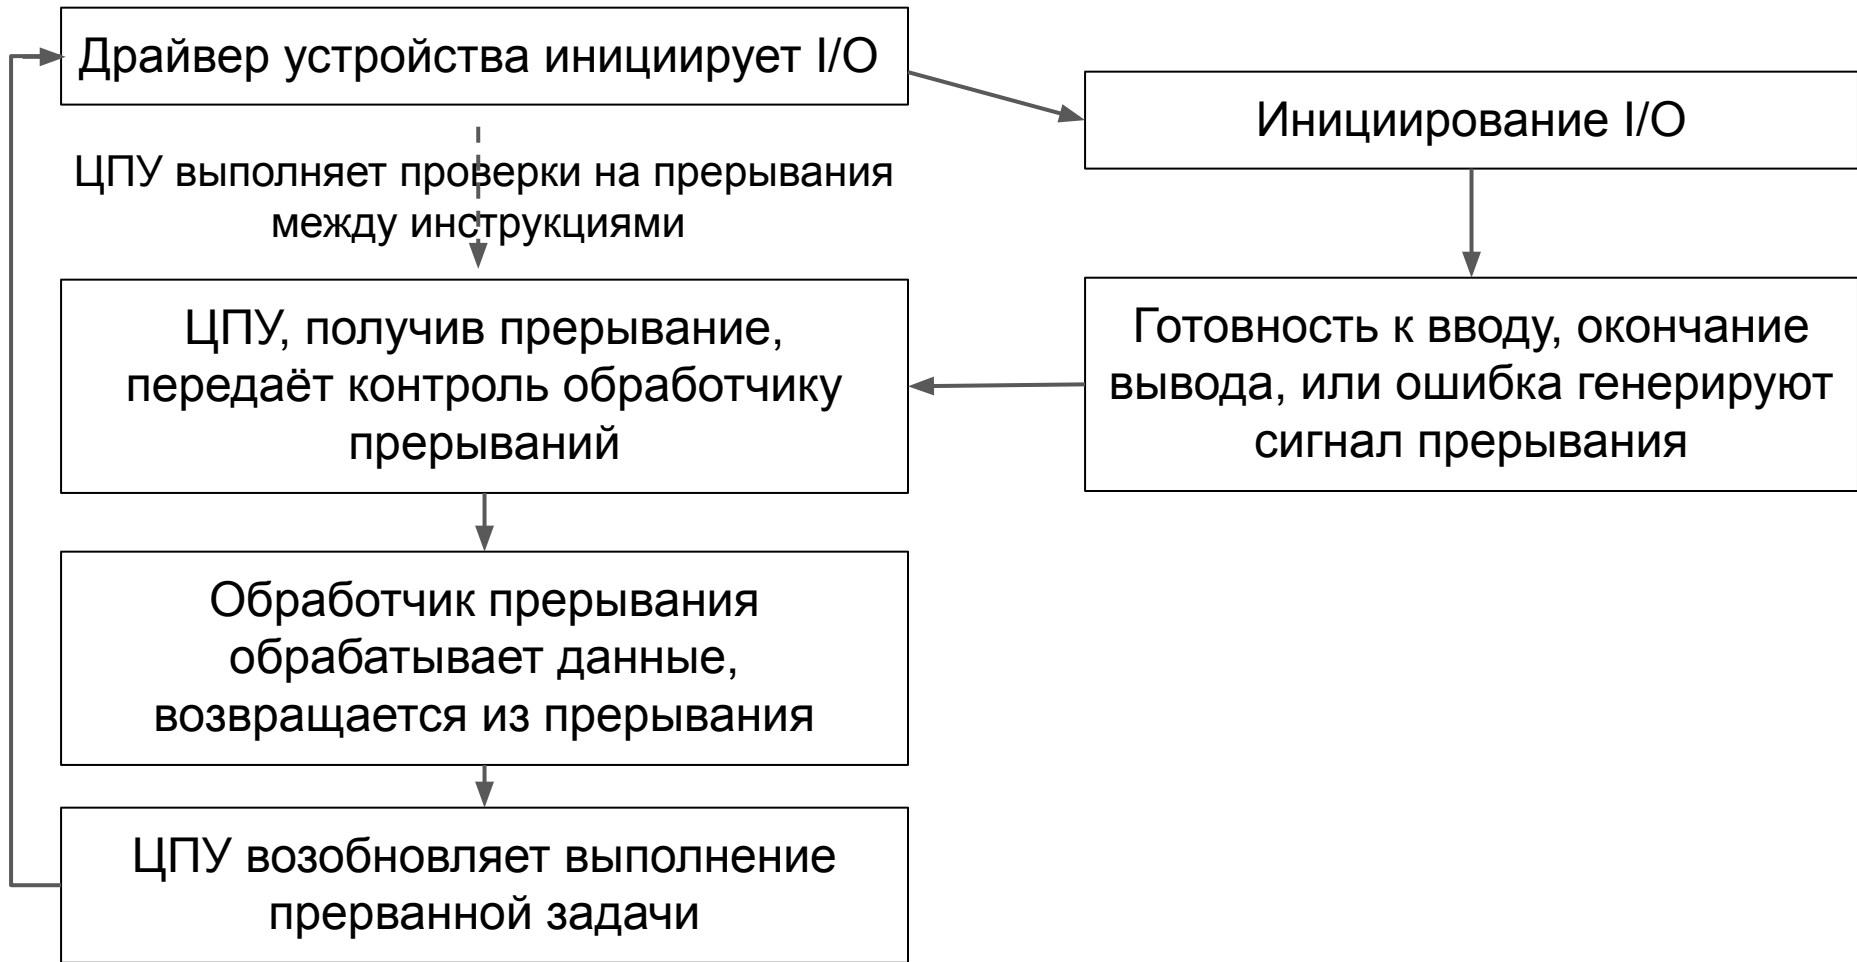 Драйвер устройства инициирует I/O
Инициирование I/O
ЦПУ выполняет проверки на прерывания
между инструкциями
ЦПУ, получив прерывание,
передаёт контроль обработчику
прерываний
Готовность к вводу, окончание
вывода, или ошибка генерируют
сигнал прерывания
Обработчик прерывания
обрабатывает данные,
возвращается из прерывания
ЦПУ возобновляет выполнение
прерванной задачи